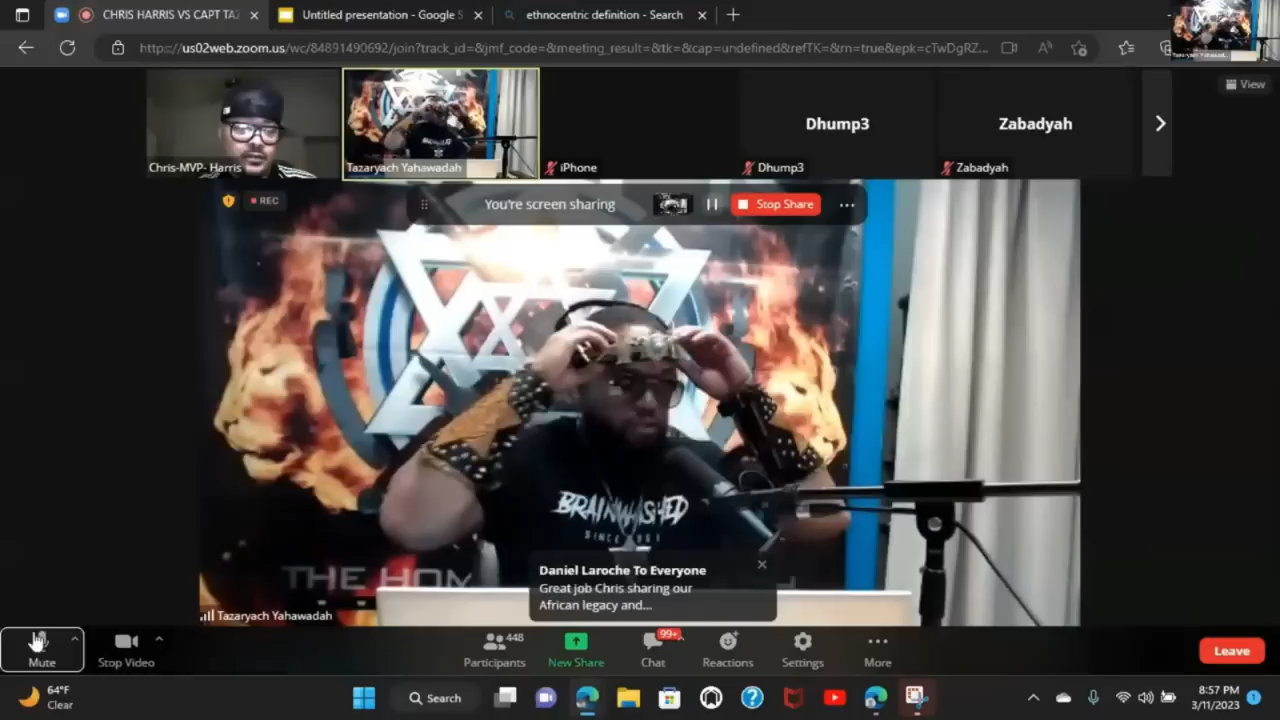 CHRIS HARRIS VS CAPT TAZ
Untitled presentation - Google S
ethnocentric definition - Search
http://us02web.zoom.us/wc/84891490692/join?track_id=&jmf_code=&meeting_result=&tk=&cap=undefined&refTK=&rn=true&epk=cTwDgRZ...
View
Dhump3
Zabadyah
Chris-MVP- Harris
Tazaryach Yahawadah
iPhone
Dhump3
Zabadyah
REC
You're screen sharing
Stop Share
BRAINWASHED
THE HOM
Daniel Laroche To Everyone
Great job Chris sharing our
African legacy and...
Tazaryach Yahawadah
Mute
Stop Video
448
Participants
New Share
99+
Chat
Reactions
Settings
More
Leave
64°F
Clear
Search
8:57 PM
3/11/2023
1